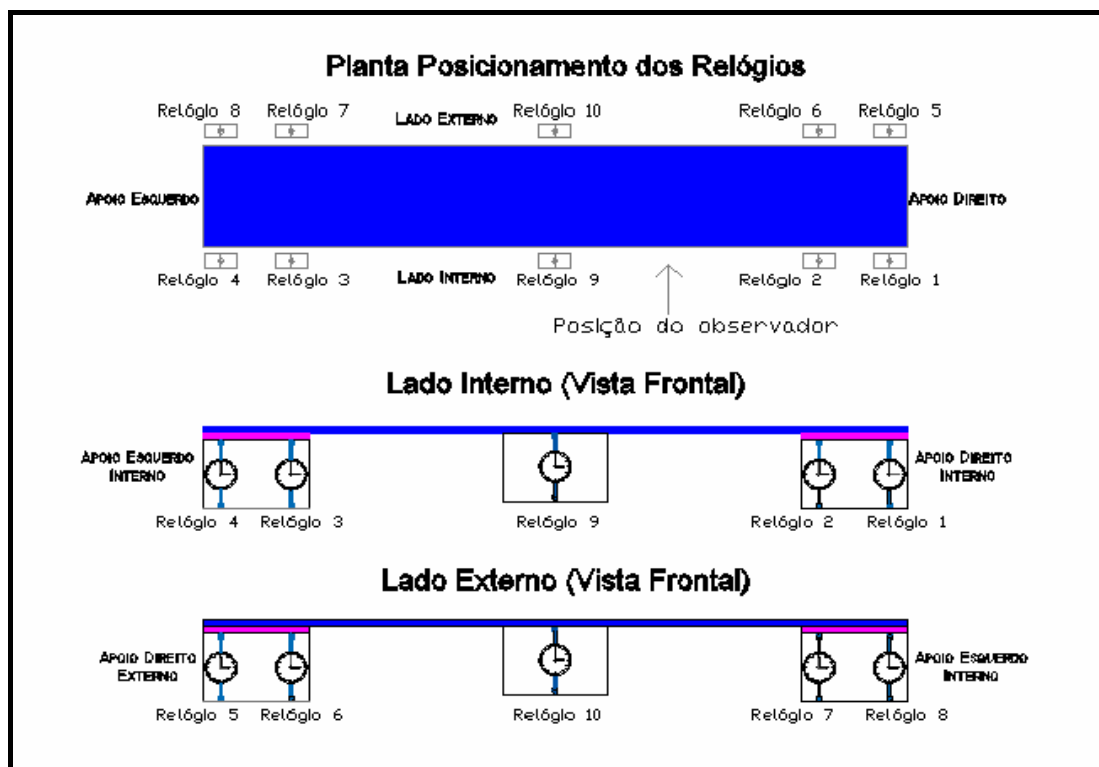 Planta Posicionamento dos Relógios
Relógio 8 Relógio 7 LADO EXTERNO Relógio 10 Relógio 6 Relógio 5
APOIO ESQUERDO APOIO DIREITO
Relógio 4 Relógio 3 LADO INTERNO Relógio 9 Relógio 2 Relógio 1
Posição do observador
Lado Interno (Vista Frontal)
APOIO ESQUERDO
INTERNO
APOIO DIREITO
INTERNO
Relógio 4 Relógio 3 Relógio 9 Relógio 2 Relógio 1
Lado Externo (Vista Frontal)
APOIO DIREITO
EXTERNO
APOIO ESQUERDO
INTERNO
Relógio 5 Relógio 6 Relógio 10 Relógio 7 Relógio 8